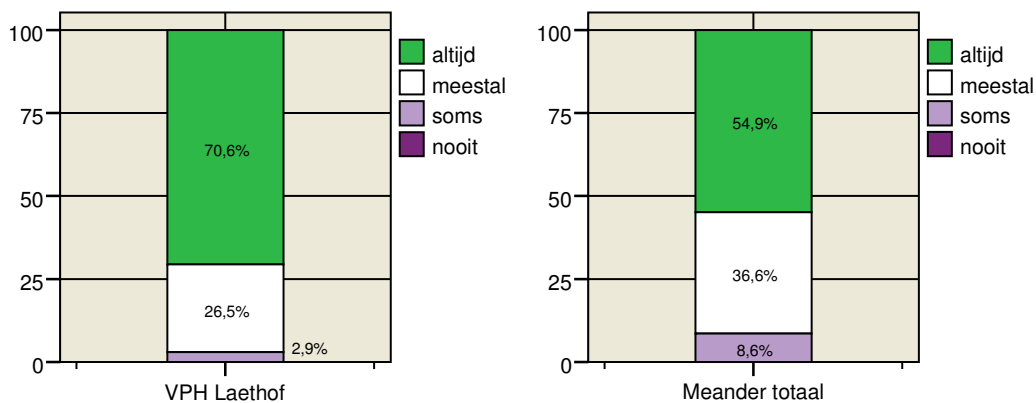 100
75
50
25
0
70,6%
26,5%
2,9%
VPH Laethof
altijd
meestal
soms
nooit
100
75
50
25
0
54,9%
36,6%
8,6%
Meander totaal
altijd
meestal
soms
nooit